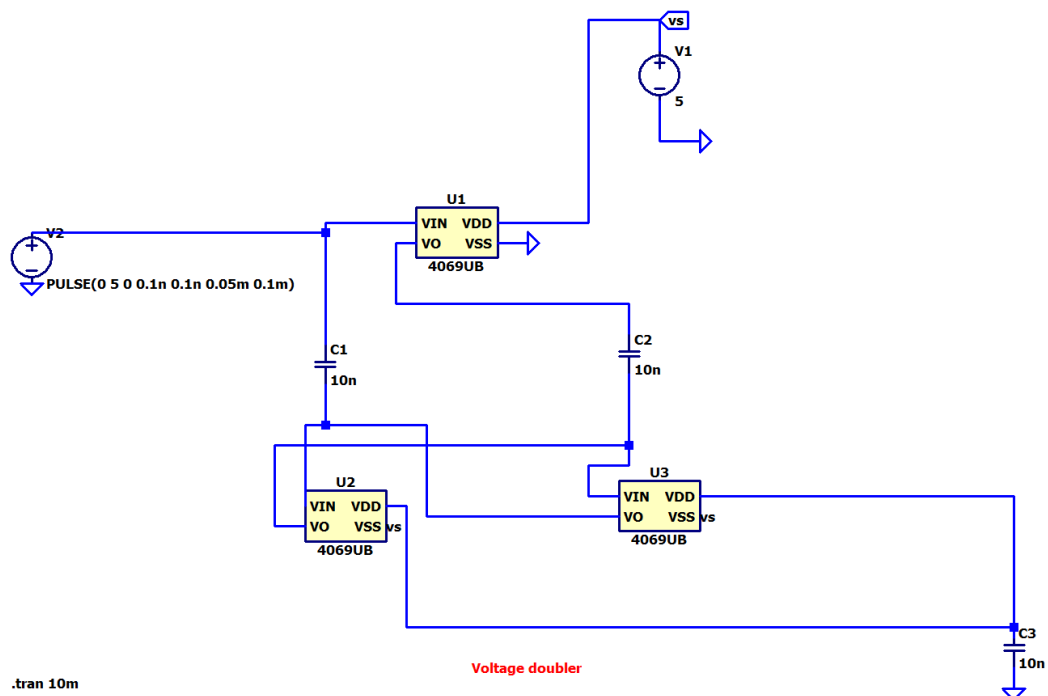 vs
V1
5
U1
VIN VDD
VO VSS
4069UB
V2
PULSE(0 5 0 0.1n 0.1n 0.05m 0.1m)
C1
10n
C2
10n
U2
VIN VDD
VO VSS vs
4069UB
U3
VIN VDD
VO VSS vs
4069UB
C3
10n
Voltage doubler
.tran 10m